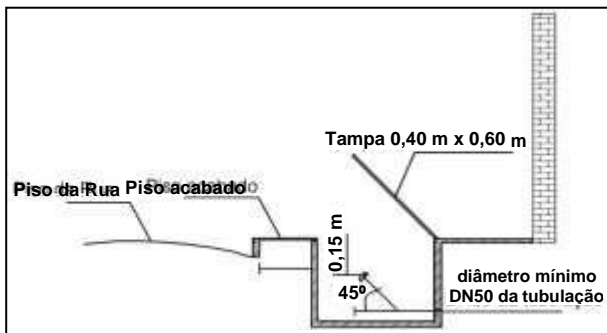 Tampa 0,40 m x 0,60 m
Piso da Rua Piso acabado
0,15 m
45º
diâmetro mínimo
DN50 da tubulação